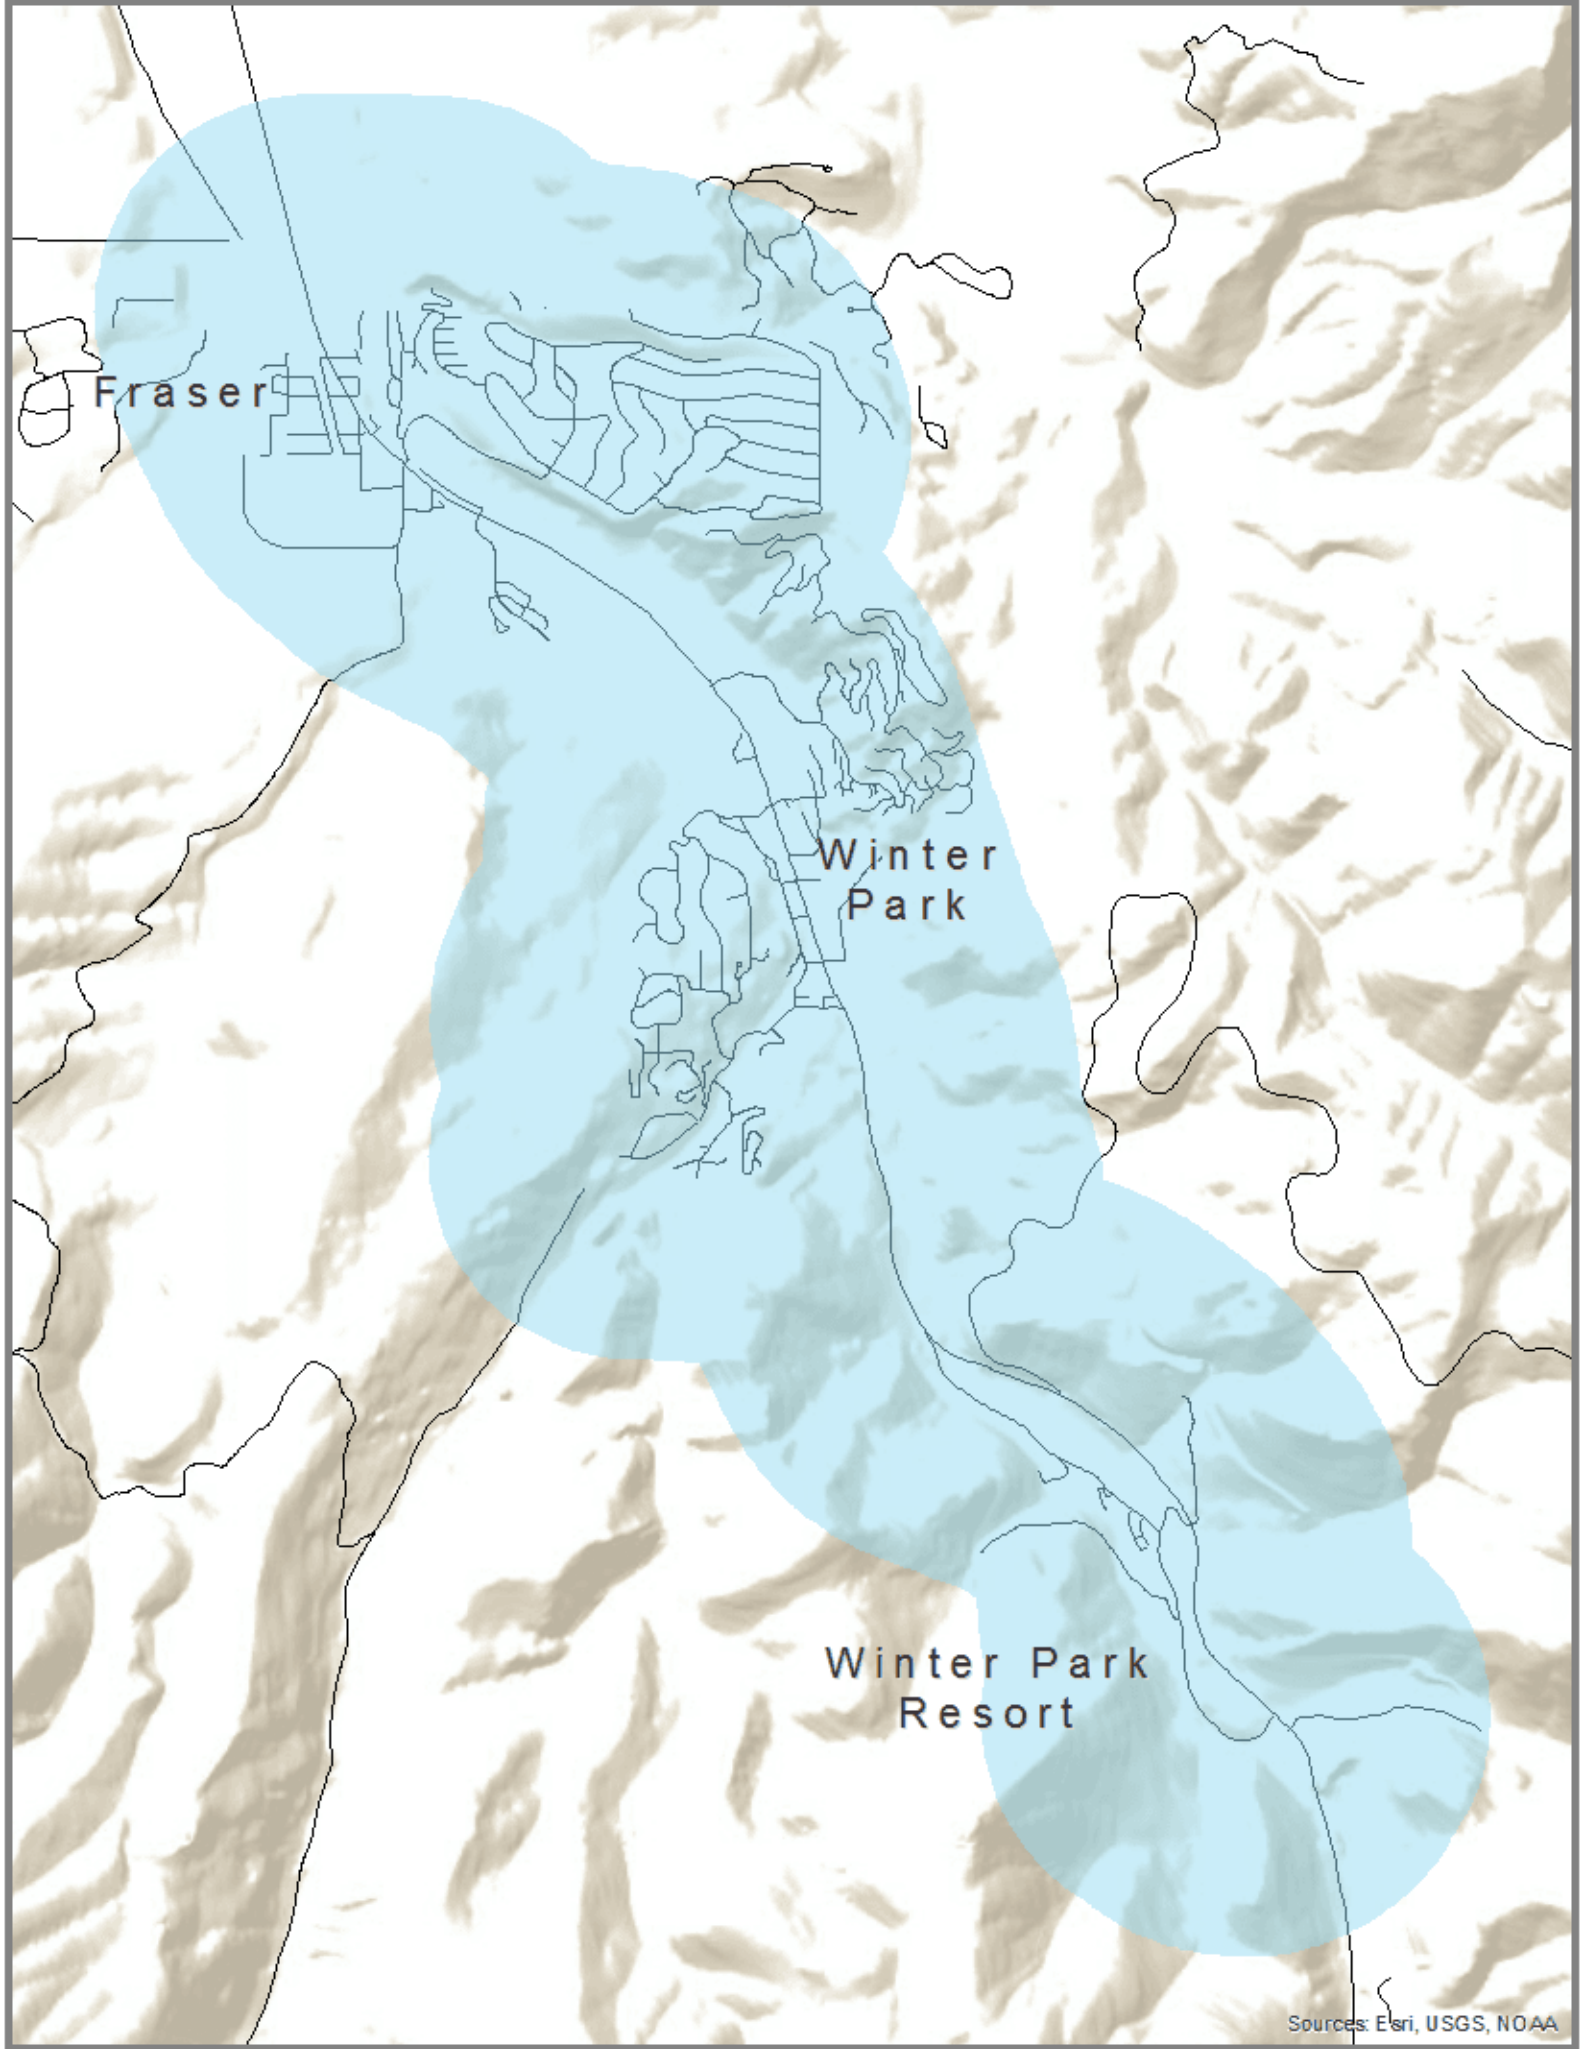 Fraser
Winter
Park
Winter Park
Resort
Sources: Esri, USGS, NOAA